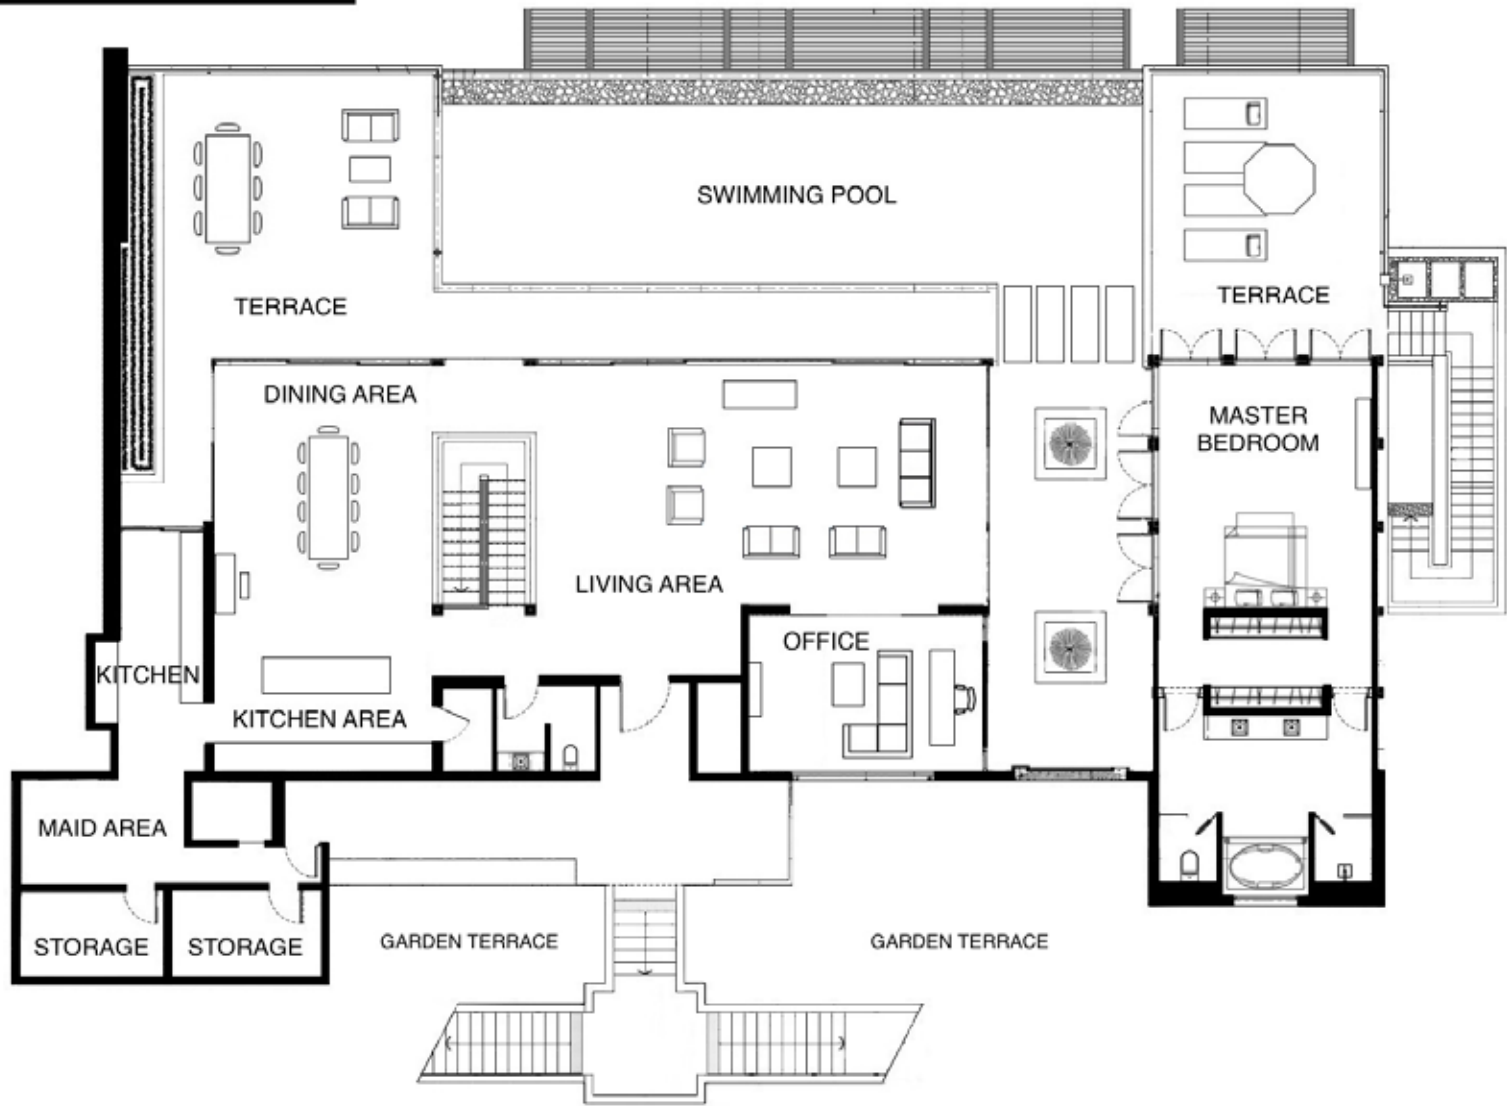 SWIMMING POOL
TERRACE
TERRACE
DINING AREA
MASTER
BEDROOM
LIVING AREA
OFFICE
KITCHEN
KITCHEN AREA
MAID AREA
STORAGE
STORAGE
GARDEN TERRACE
GARDEN TERRACE